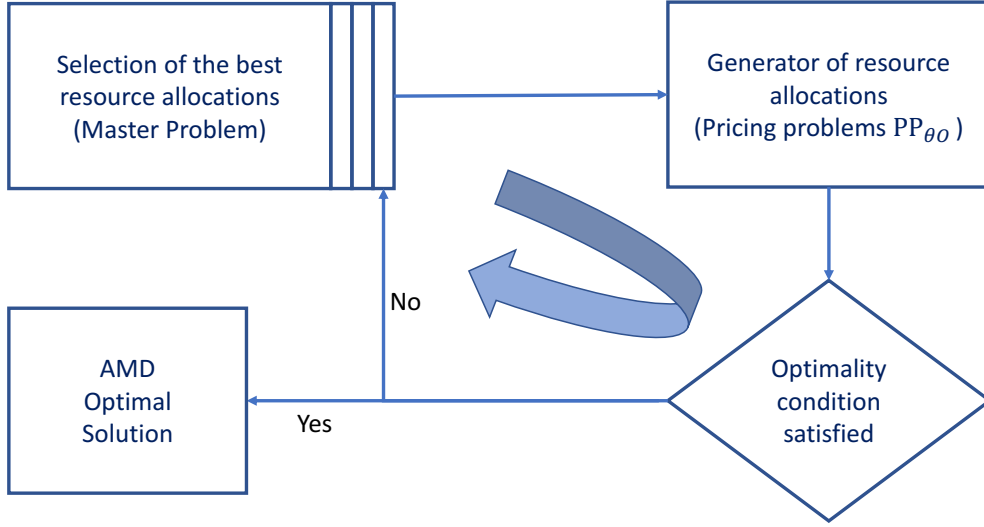 Selection of the best
resource allocations
(Master Problem)
Generator of resource
allocations
(Pricing problems PP_θO )
No
AMD
Optimal
Solution
Yes
Optimality
condition
satisfied